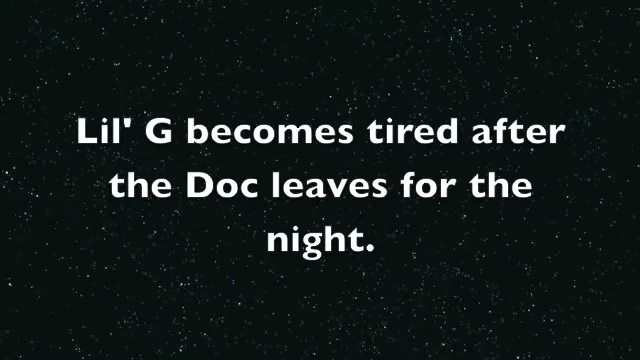 Lil' G becomes tired after
the Doc leaves for the
night.